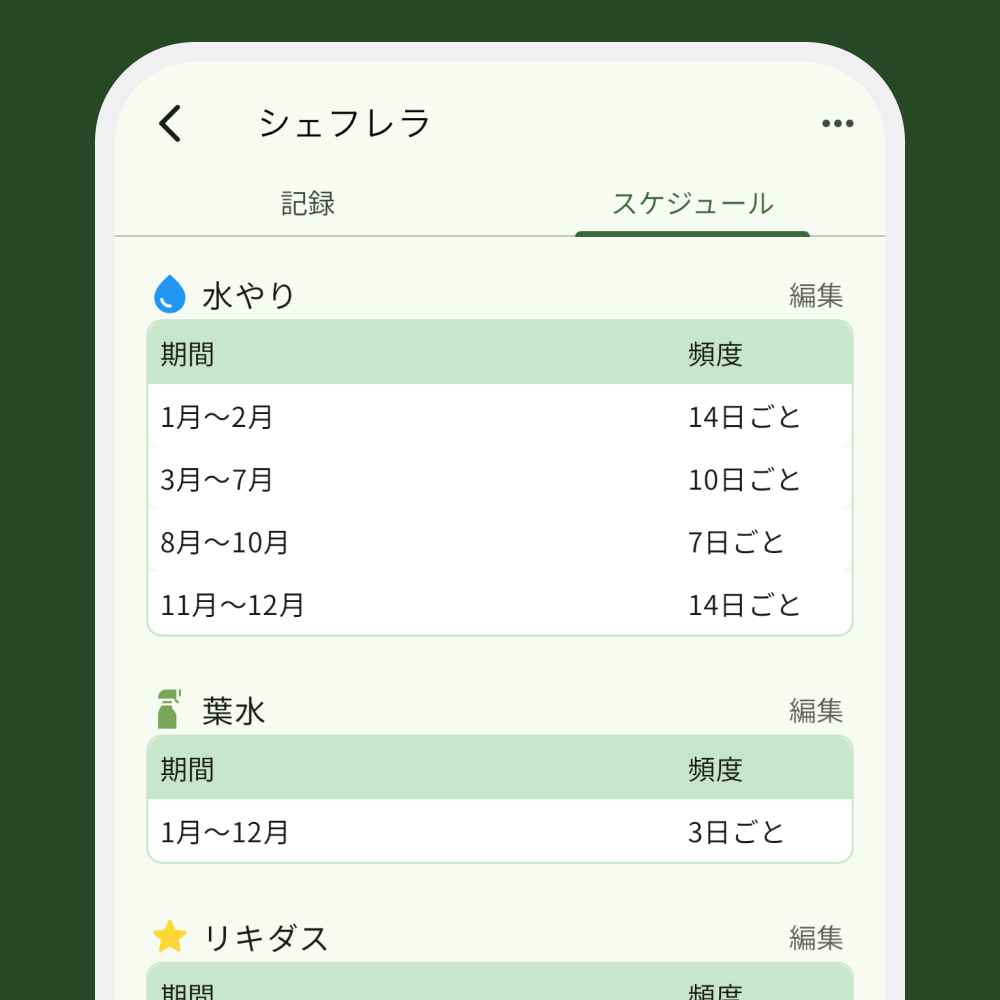 シェフレラ
記録 スケジュール
水やり 編集
期間 頻度
1月〜2月 14日ごと
3月〜7月 10日ごと
8月〜10月 7日ごと
11月〜12月 14日ごと
葉水 編集
期間 頻度
1月〜12月 3日ごと
リキダス 編集
期間 頻度